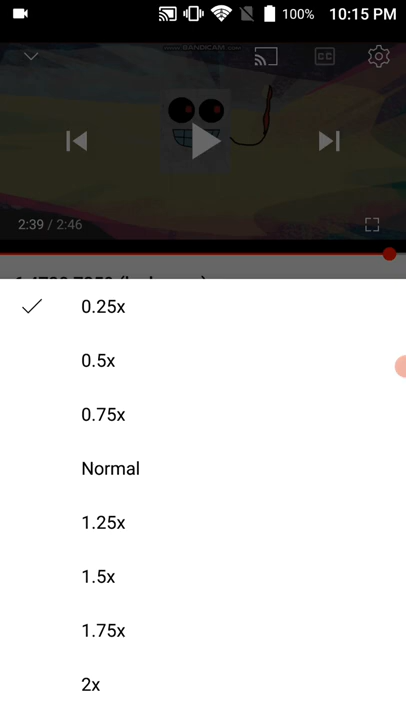 100% 10:15 PM
BANDICAM
CC
2:39 / 2:46
0.25x
0.5x
0.75x
Normal
1.25x
1.5x
1.75x
2x